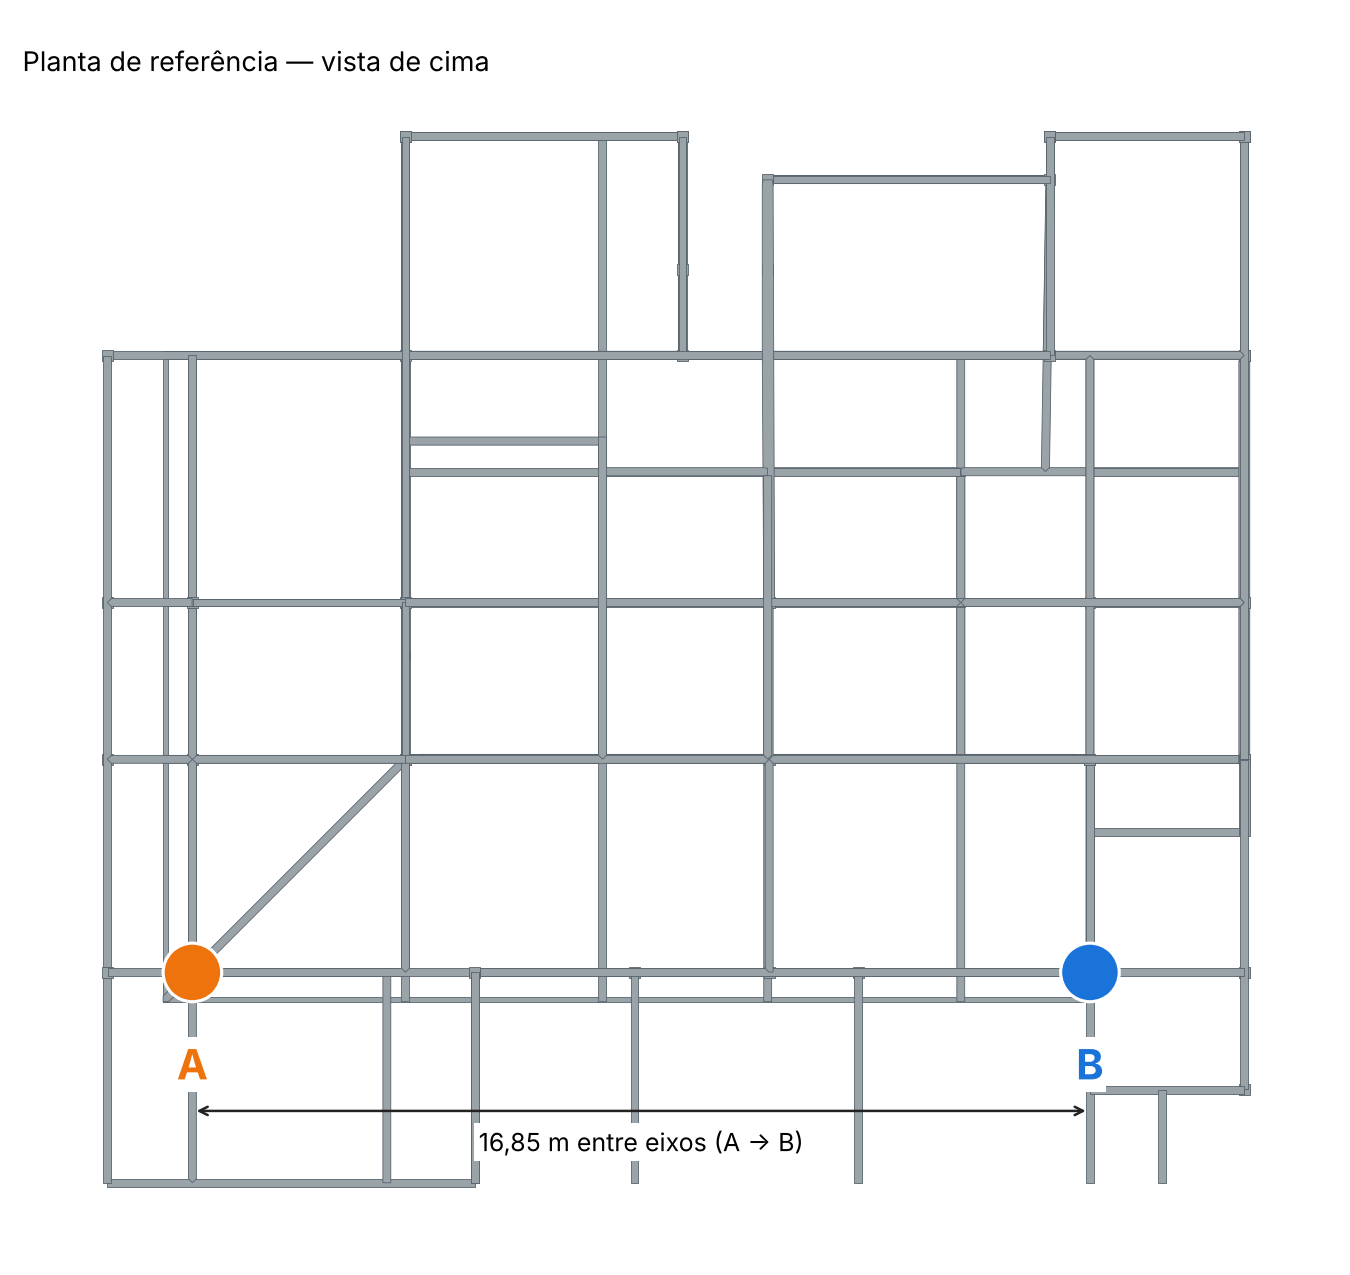 Planta de referência — vista de cima
A
B
16,85 m entre eixos (A → B)